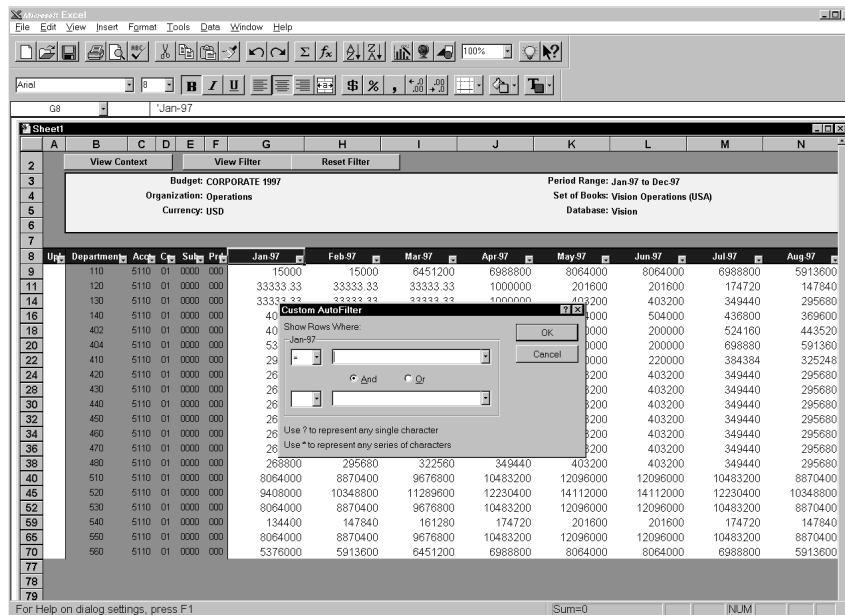 Microsoft Excel
File Edit View Insert Format Tools Data Window Help
100%
Arial 8 B I U $ % ,
G8 'Jan-97
Sheet1
A B C D E F G H I J K L M N
2 View Context View Filter Reset Filter
3 Budget: CORPORATE 1997 Period Range: Jan-97 to Dec-97
4 Organization: Operations Set of Books: Vision Operations (USA)
5 Currency: USD Database: Vision
6
7
8 Department Jan-97 Feb-97 Mar-97 Apr-97 May-97 Jun-97 Jul-97 Aug-97
9 110 5110 01 0000 000 15000 15000 6451200 6988800 8064000 8064000 6988800 5913600
11 120 5110 01 0000 000 33333.33 33333.33 33333.33 1000000 201600 201600 174720 147840
14 130 5110 01 0000 000 33333.33 33333.33 33333.33 1000000 403200 403200 349440 295680
16 140 5110 01 0000 000 504000 436800 369600
18 402 5110 01 0000 000 200000 524160 443520
20 404 5110 01 0000 000 200000 698880 591360
22 410 5110 01 0000 000 220000 384384 325248
24 420 5110 01 0000 000 403200 349440 295680
28 430 5110 01 0000 000 403200 349440 295680
30 440 5110 01 0000 000 403200 349440 295680
32 450 5110 01 0000 000 403200 349440 295680
34 460 5110 01 0000 000 403200 349440 295680
36 470 5110 01 0000 000 403200 349440 295680
38 480 5110 01 0000 000 268800 295680 322560 349440 403200 403200 349440 295680
40 510 5110 01 0000 000 8064000 8870400 9676800 10483200 12096000 12096000 10483200 8870400
45 520 5110 01 0000 000 9408000 10348800 11289600 12230400 14112000 14112000 12230400 10348800
52 530 5110 01 0000 000 8064000 8870400 9676800 10483200 12096000 12096000 10483200 8870400
59 540 5110 01 0000 000 134400 147840 161280 174720 201600 201600 174720 147840
65 550 5110 01 0000 000 8064000 8870400 9676800 10483200 12096000 12096000 10483200 8870400
70 560 5110 01 0000 000 5376000 5913600 6451200 6988800 8064000 8064000 6988800 5913600
77
78
79
Custom AutoFilter
Show Rows Where:
Jan-97
=
And Or
OK
Cancel
Use ? to represent any single character
Use * to represent any series of characters
For Help on dialog settings, press F1 Sum=0 NUM